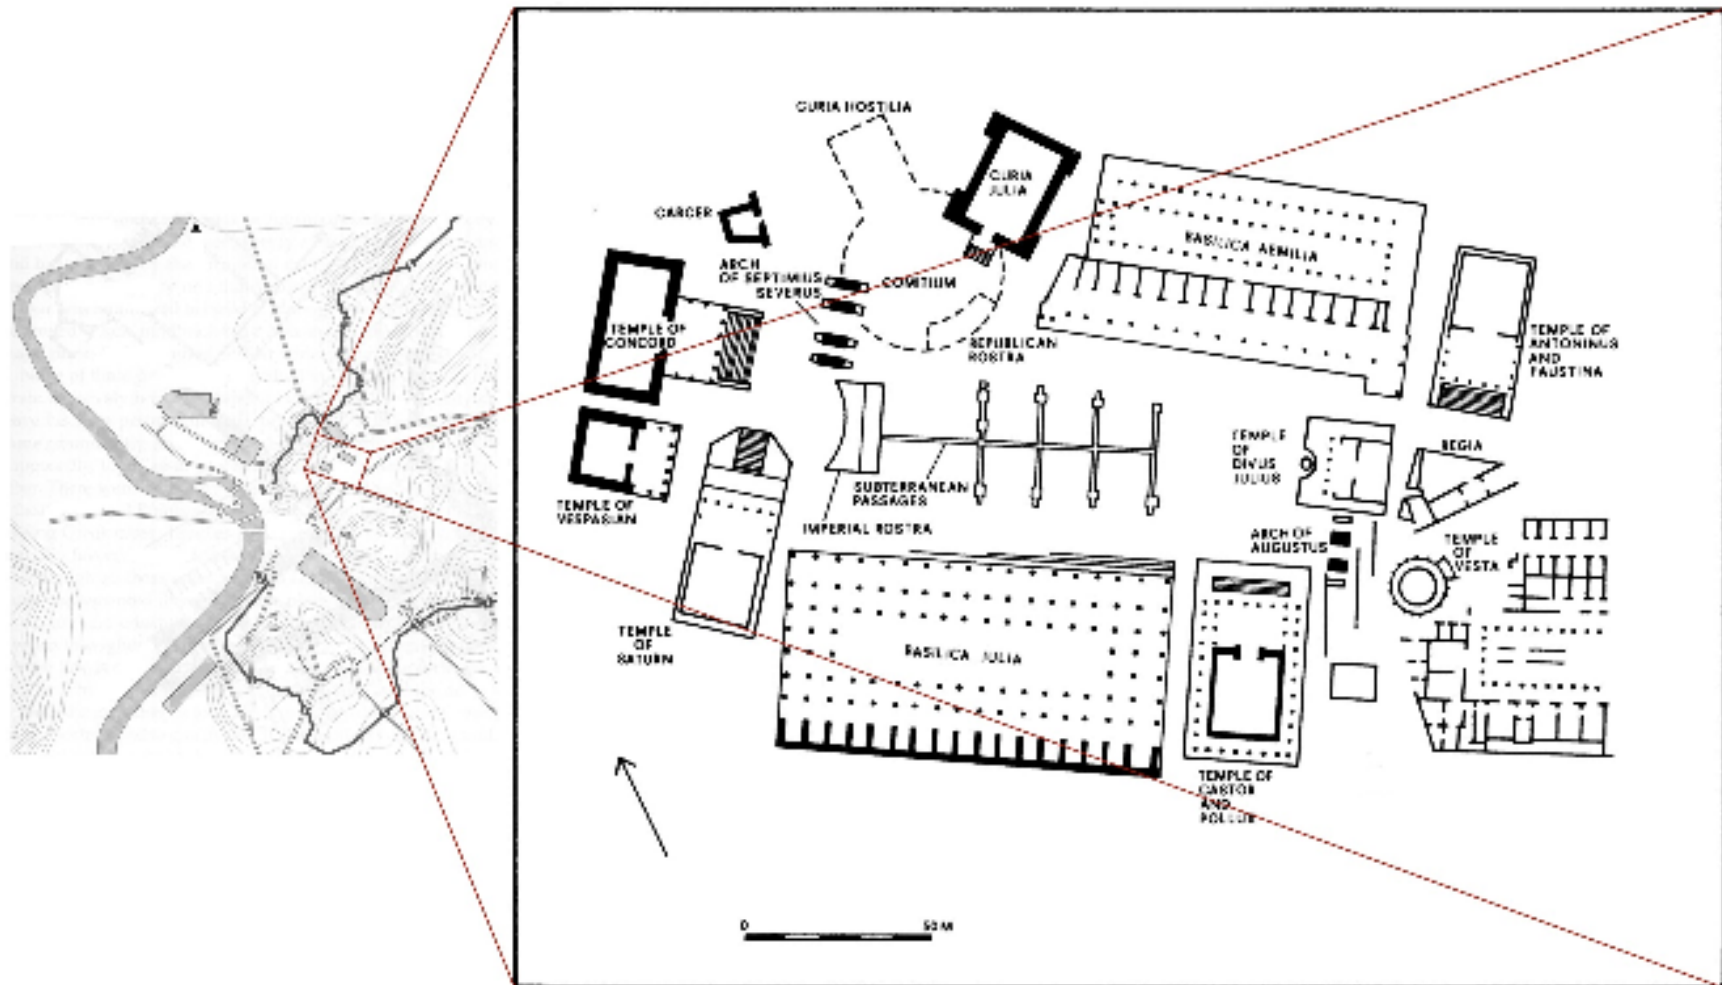 CURIA HOSTILIA
CURIA
JULIA
CARCER
BASILICA AEMILIA
ARCH
OF SEPTIMIUS
SEVERUS
COMITIUM
TEMPLE OF
CONCORD
REPUBLICAN
ROSTRA
TEMPLE OF
ANTONINUS
AND
FAUSTINA
TEMPLE
OF
DIVUS
JULIUS
REGIA
SUBTERRANEAN
PASSAGES
TEMPLE OF
VESPASIAN
IMPERIAL ROSTRA
ARCH OF
AUGUSTUS
TEMPLE
OF
VESTA
TEMPLE
OF
SATURN
BASILICA JULIA
TEMPLE OF
CASTOR
AND
POLLUX
0 50 M